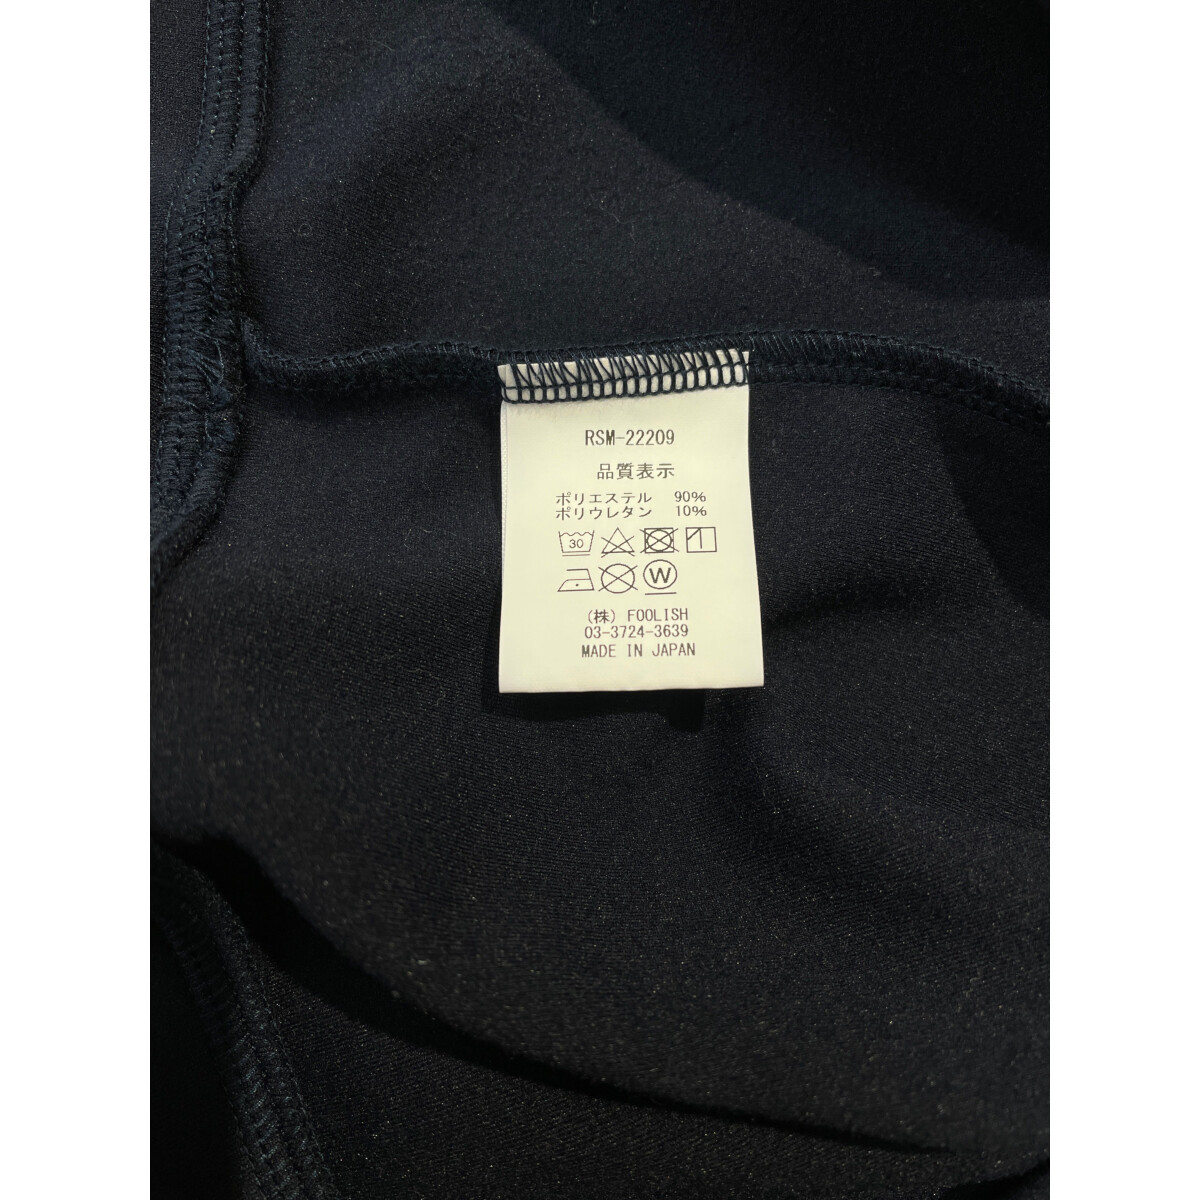 RSM-22209
品質表示
ポリエステル 90%
ポリウレタン 10%
30
W
(株) FOOLISH
03-3724-3639
MADE IN JAPAN